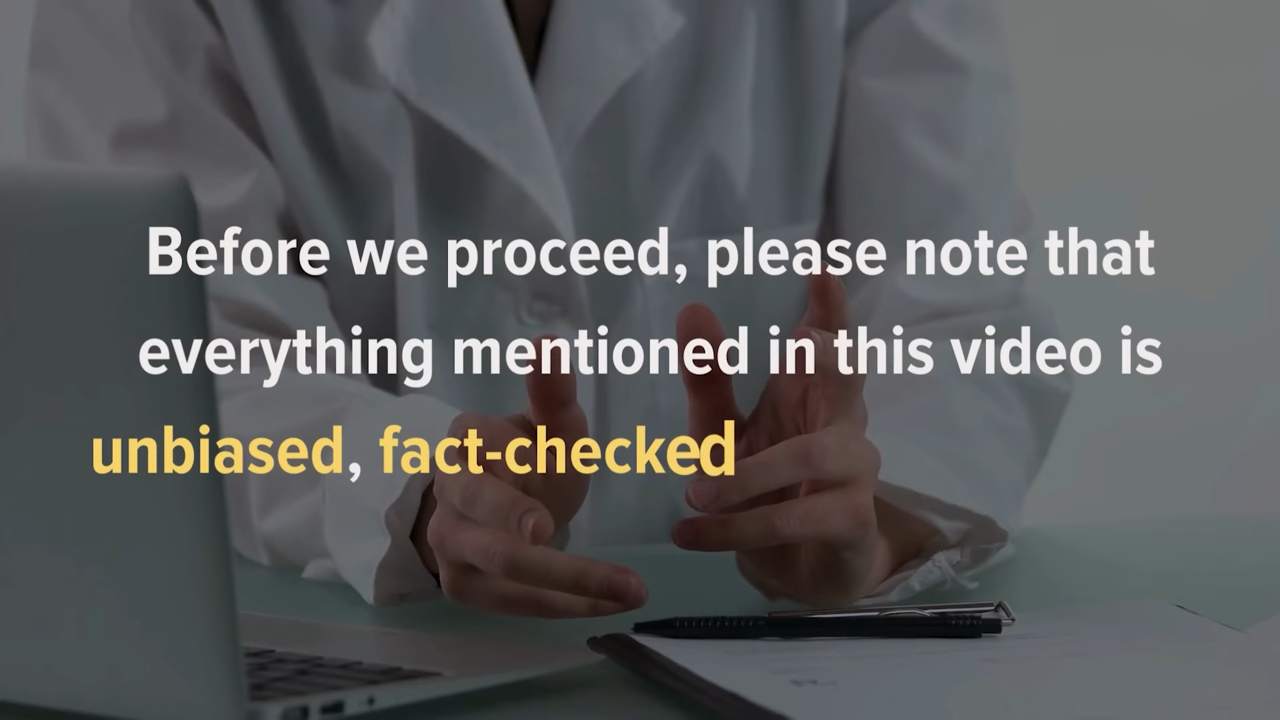 Before we proceed, please note that
everything mentioned in this video is
unbiased, fact-checked